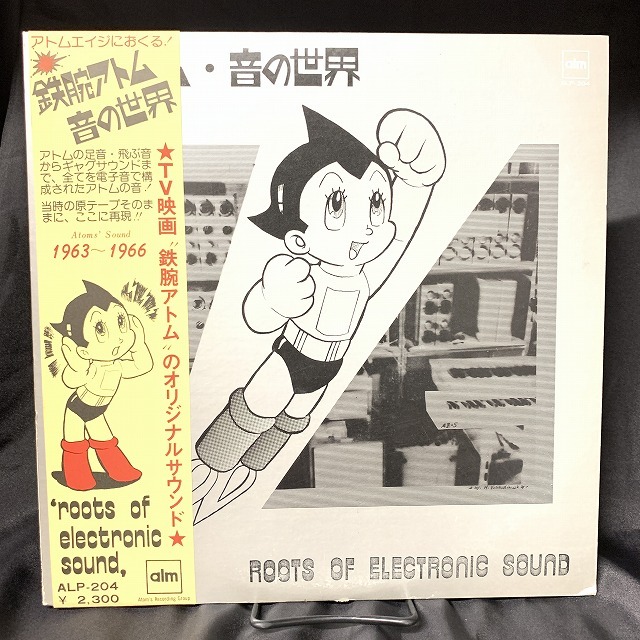 アトムエイジにおくる!
鉄腕アトム
音の世界
アトムの足音・飛ぶ音
からギャグサウンドま
で、全てを電子音で構
成されたアトムの音!
当時の原テープそのま
まに、ここに再現!!
Atoms' Sound
1963〜1966
★TV映画"鉄腕アトム"のオリジナルサウンド★
'roots of
electronic
sound,
ALP-204
¥ 2,300
alm
Atom's Recording Group
ム・音の世界
alm
AB-5
ROOTS OF ELECTRONIC SOUND